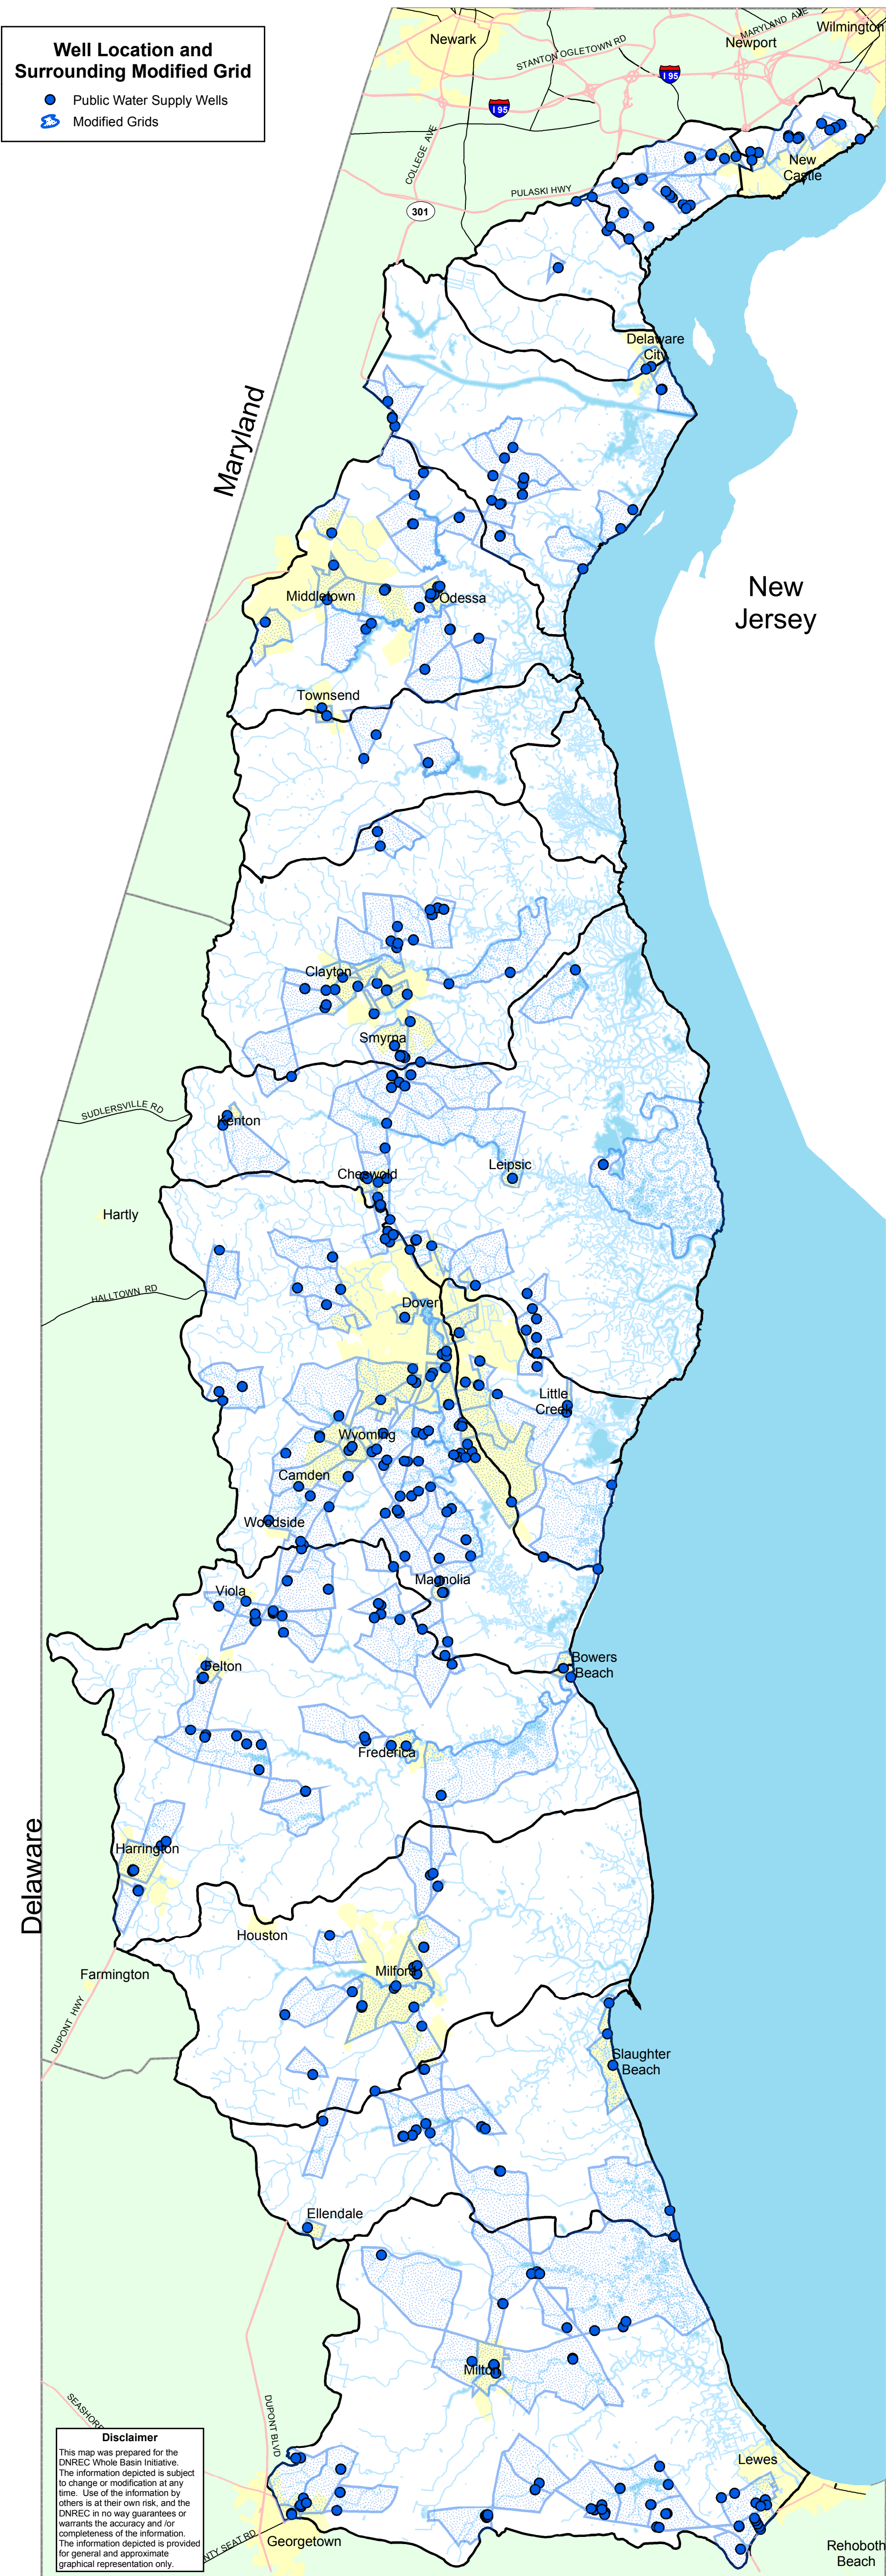 Well Location and
Surrounding Modified Grid
Public Water Supply Wells
Modified Grids
Newark
STANTON OGLETOWN RD
MARYLAND AVE
Newport
Wilmington
I 95
I 95
COLLEGE AVE
PULASKI HWY
301
New
Castle
Delaware
City
Maryland
New
Jersey
Middletown
Odessa
Townsend
Clayton
Smyrna
SUDLERSVILLE RD
Kenton
Cheswold
Leipsic
Hartly
HALLTOWN RD
Dover
Little
Creek
Wyoming
Camden
Woodside
Magnolia
Viola
Felton
Bowers
Beach
Frederica
Delaware
Harrington
Houston
Milford
Farmington
DUPONT HWY
Slaughter
Beach
Ellendale
Milton
SEASHORE
DUPONT BLVD
Lewes
Georgetown
NTY SEAT RD
Rehoboth
Beach
Disclaimer
This map was prepared for the
DNREC Whole Basin Initiative.
The information depicted is subject
to change or modification at any
time. Use of the information by
others is at their own risk, and the
DNREC in no way guarantees or
warrants the accuracy and /or
completeness of the information.
The information depicted is provided
for general and approximate
graphical representation only.